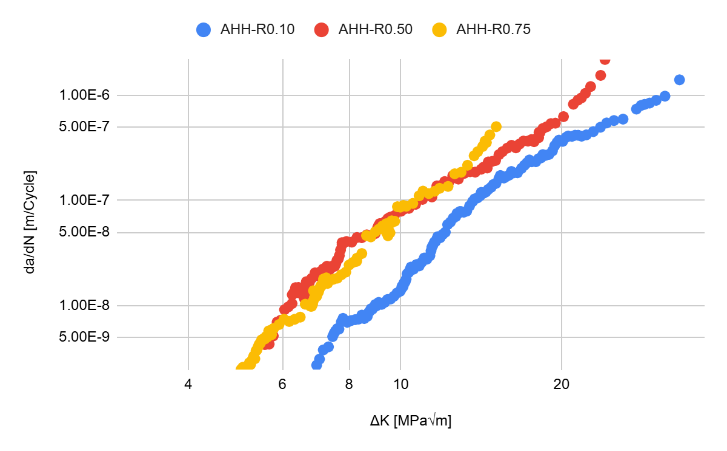 AHH-R0.10 AHH-R0.50 AHH-R0.75
1.00E-6
5.00E-7
1.00E-7
5.00E-8
1.00E-8
5.00E-9
da/dN [m/Cycle]
4 6 8 10 20
ΔK [MPa√m]